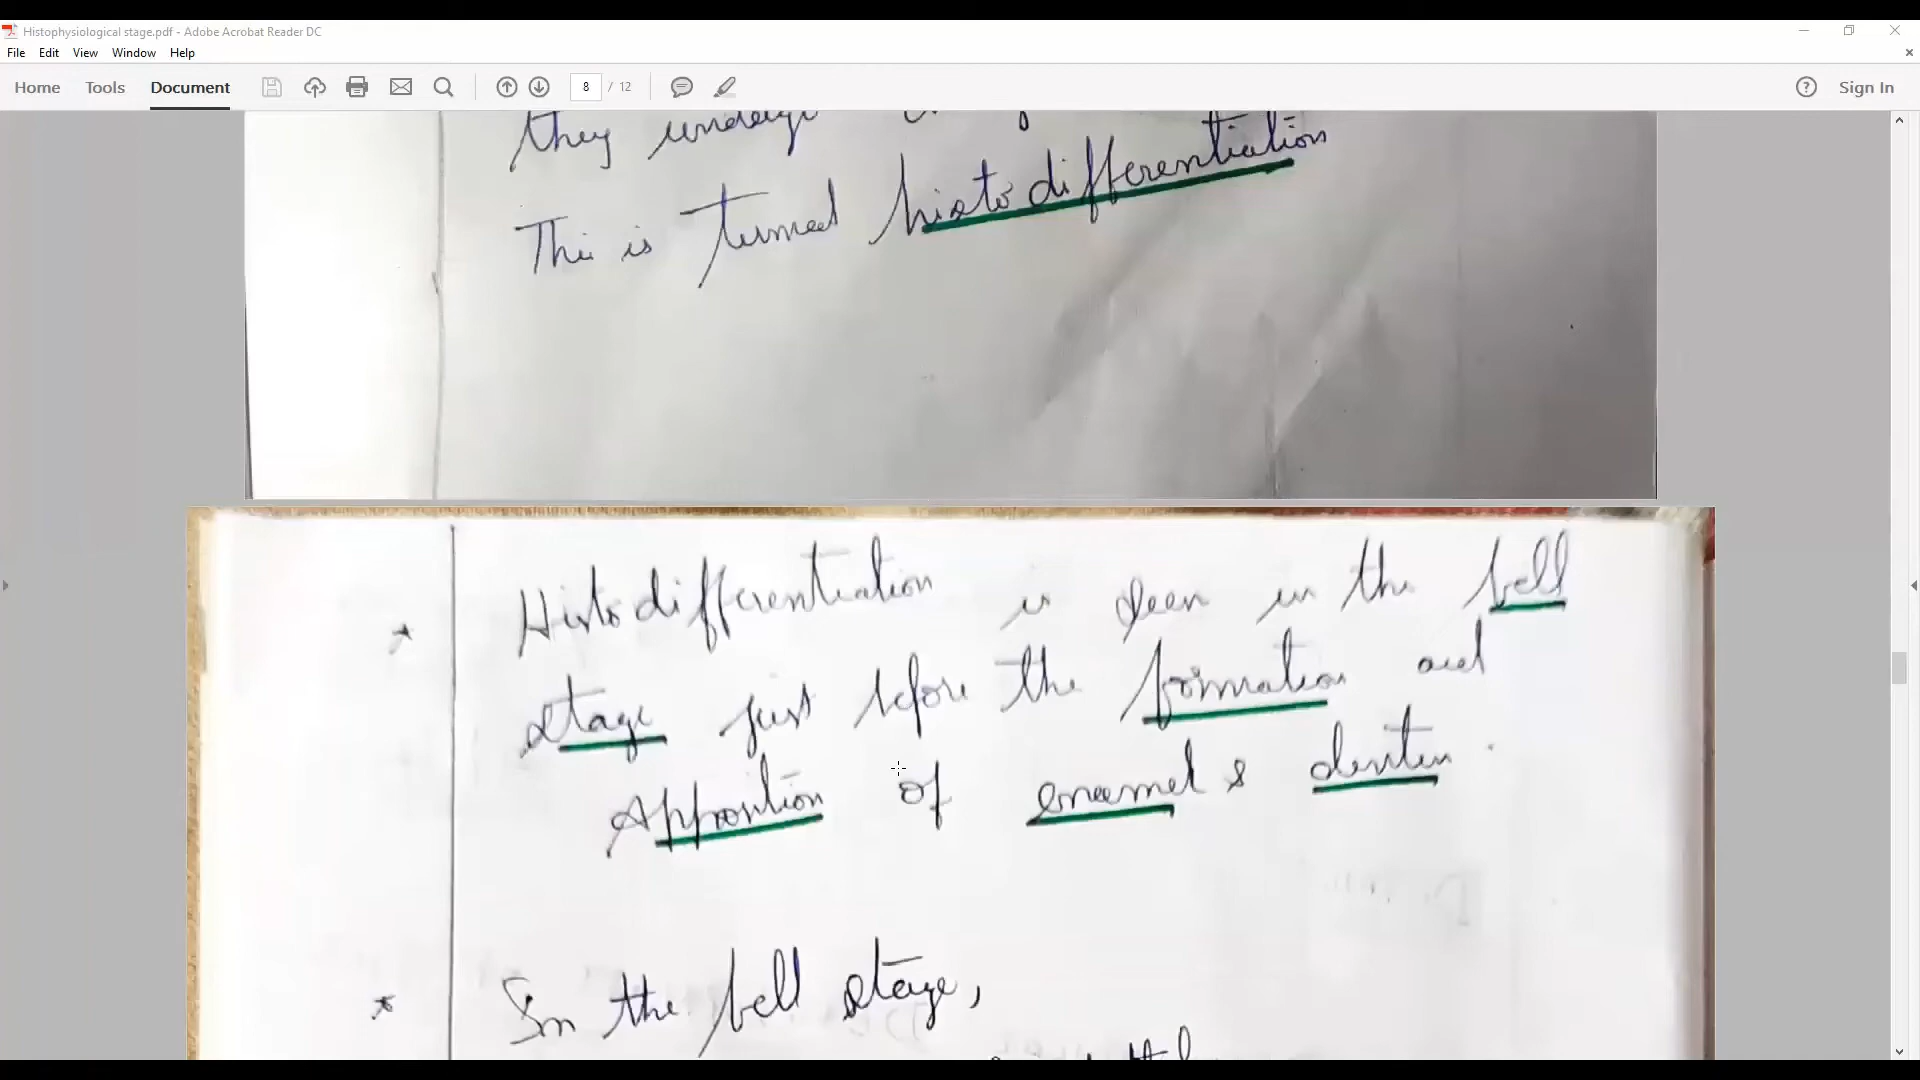 Histophysiological stage.pdf - Adobe Acrobat Reader DC
File Edit View Window Help
Home Tools Document 8 / 12 Sign In
they undergo
This is termed histodifferentiation
* Histodifferentiation is seen in the bell
stage just before the formation and
Apposition of enamel & dentin.
* In the bell stage,